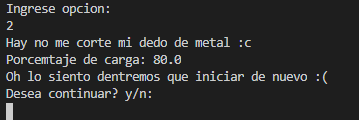 Ingrese opcion:
2
Hay no me corte mi dedo de metal :c
Porcemtaje de carga: 80.0
Oh lo siento dentremos que iniciar de nuevo :(
Desea continuar? y/n: